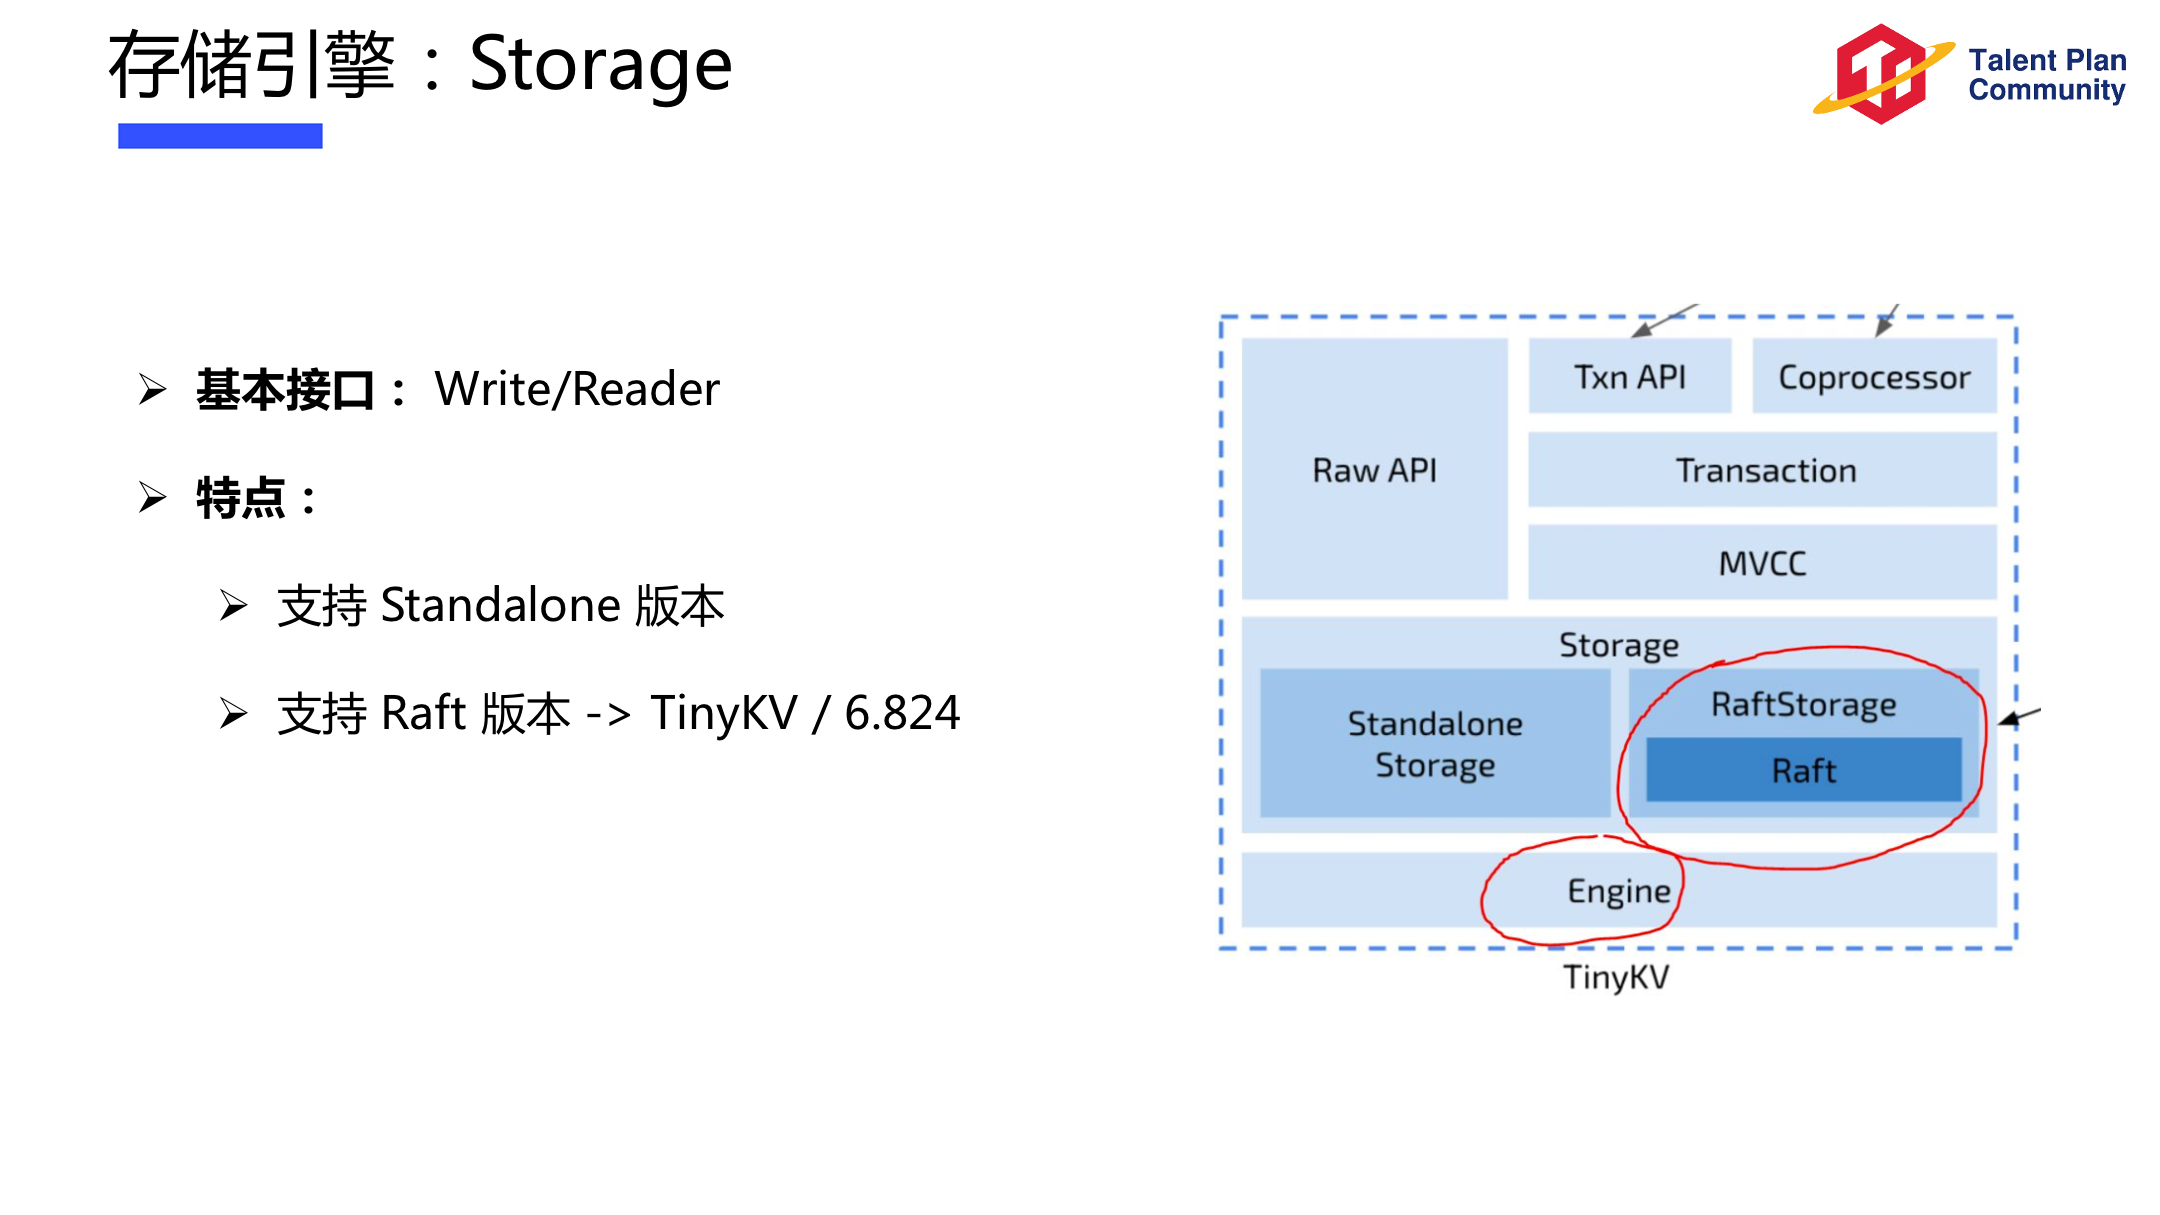 存储引擎：Storage
Talent Plan
Community
基本接口： Write/Reader
特点：
支持 Standalone 版本
支持 Raft 版本 -> TinyKV / 6.824
Raw API
Txn API
Coprocessor
Transaction
MVCC
Storage
Standalone
Storage
RaftStorage
Raft
Engine
TinyKV